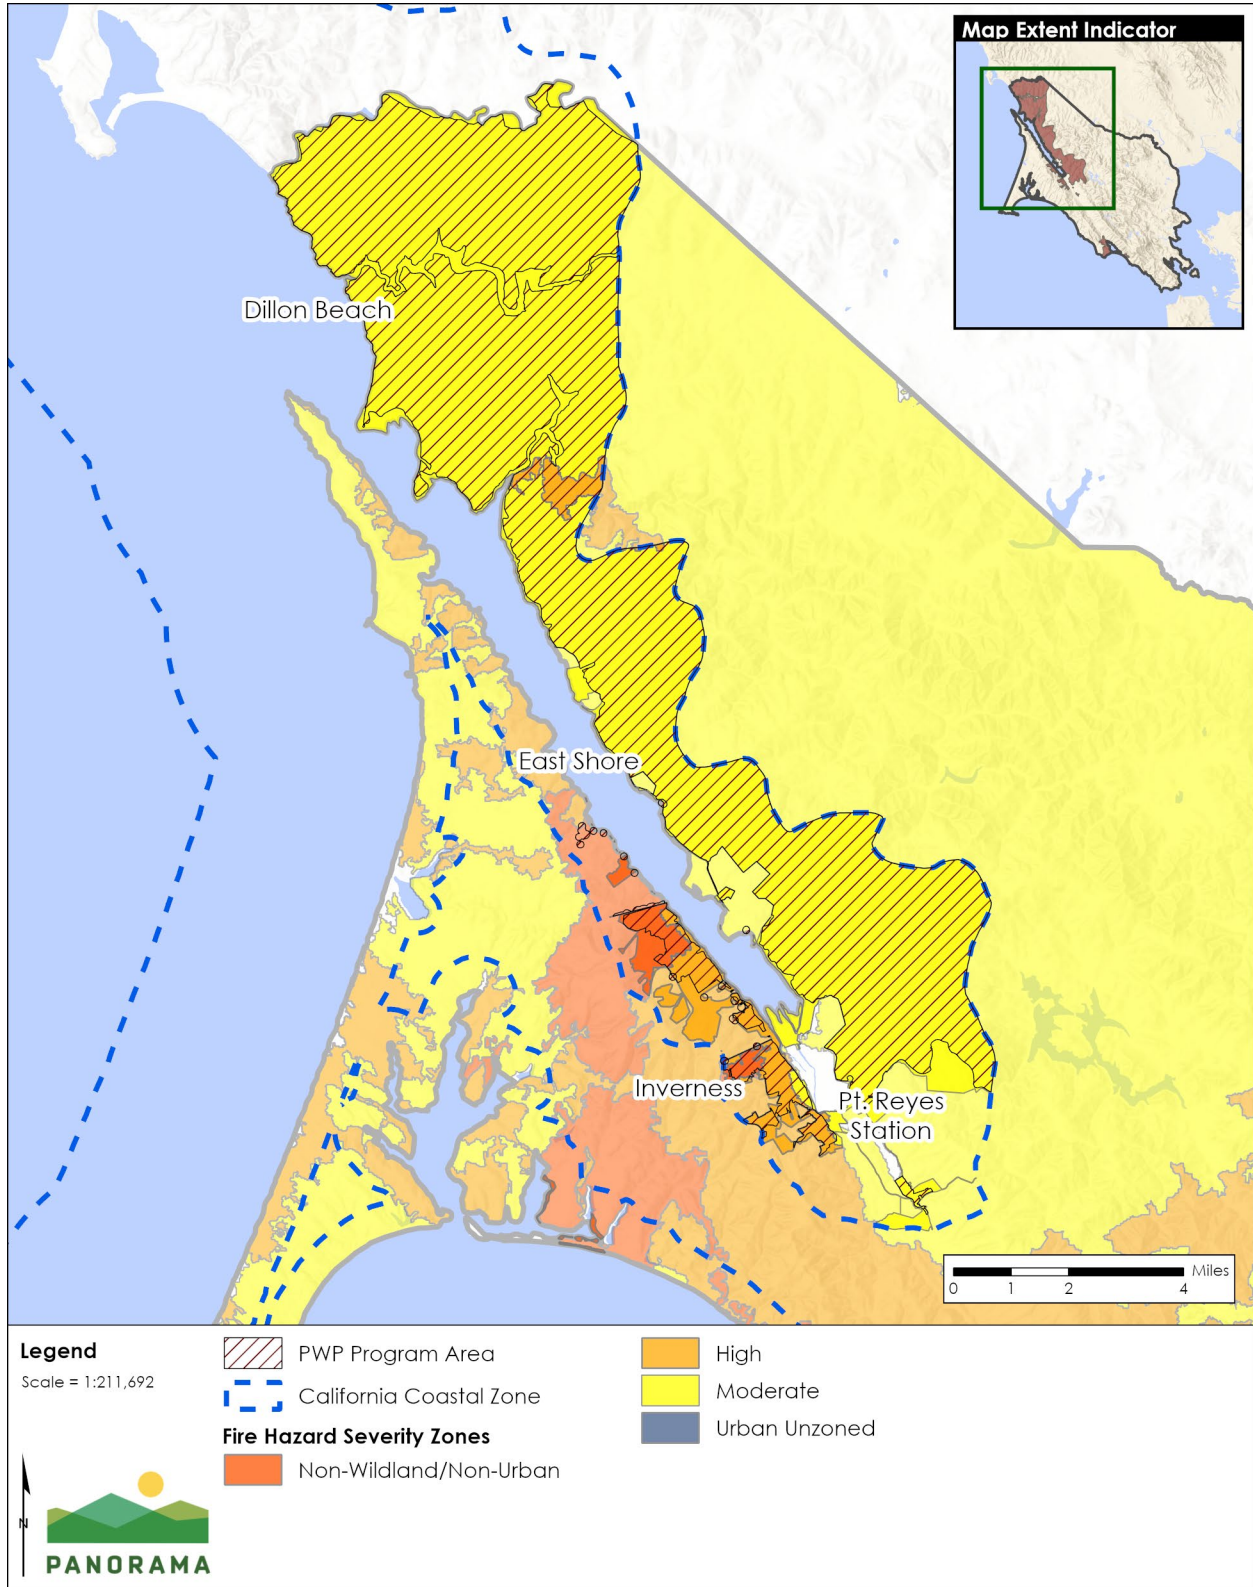 Map Extent Indicator
Dillon Beach
East Shore
Inverness
Pt. Reyes
Station
Miles
0 1 2 4
Legend
Scale = 1:211,692
PWP Program Area
California Coastal Zone
Fire Hazard Severity Zones
Non-Wildland/Non-Urban
High
Moderate
Urban Unzoned
N
PANORAMA